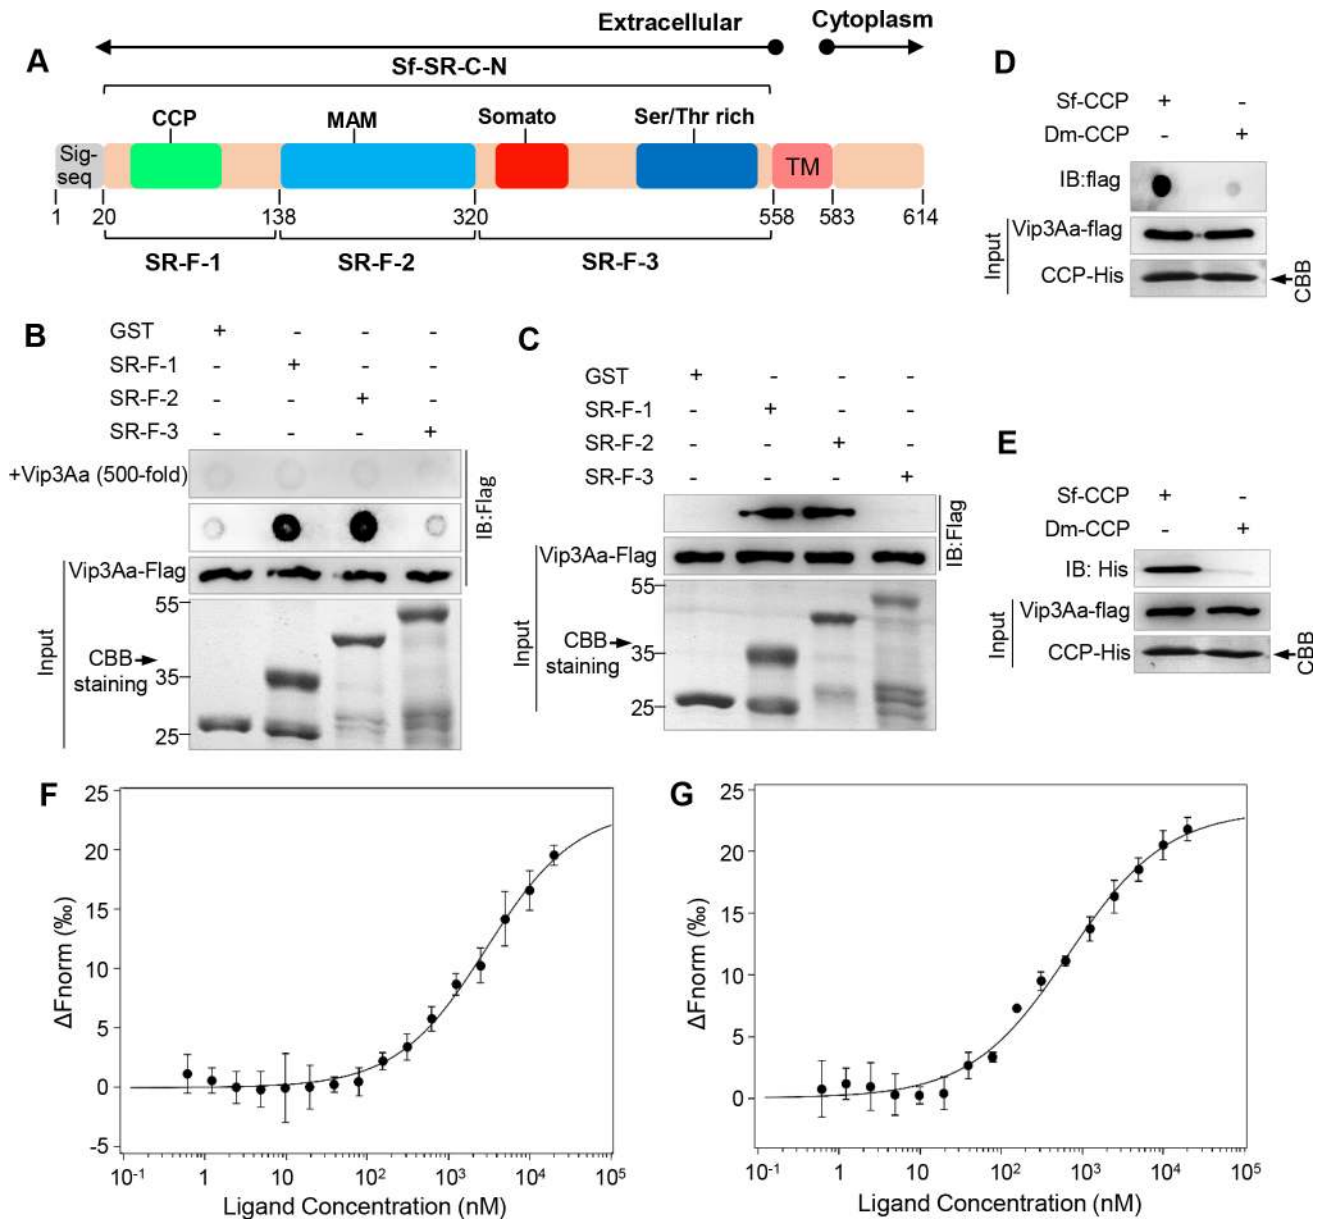 Extracellular
Cytoplasm
A
Sf-SR-C-N
CCP
MAM
Somato
Ser/Thr rich
Sig-
seq
TM
1
20
138
320
558
583
614
SR-F-1
SR-F-2
SR-F-3
B
GST + - - -
SR-F-1 - + - -
SR-F-2 - - + -
SR-F-3 - - - +
+Vip3Aa (500-fold)
IB:Flag
Vip3Aa-Flag
Input
55
CBB
staining
35
25
C
GST + - - -
SR-F-1 - + - -
SR-F-2 - - + -
SR-F-3 - - - +
IB:Flag
Vip3Aa-Flag
Input
55
CBB
staining
35
25
D
Sf-CCP + -
Dm-CCP - +
IB:flag
Input
Vip3Aa-flag
CCP-His
CBB
E
Sf-CCP + -
Dm-CCP - +
IB: His
Input
Vip3Aa-flag
CCP-His
CBB
F
25
20
15
10
5
0
-5
ΔFnorm (‰)
10-1 1 10 10² 10³ 10⁴ 10⁵
Ligand Concentration (nM)
G
25
20
15
10
5
0
ΔFnorm (‰)
10-1 1 10 10² 10³ 10⁴ 10⁵
Ligand Concentration (nM)